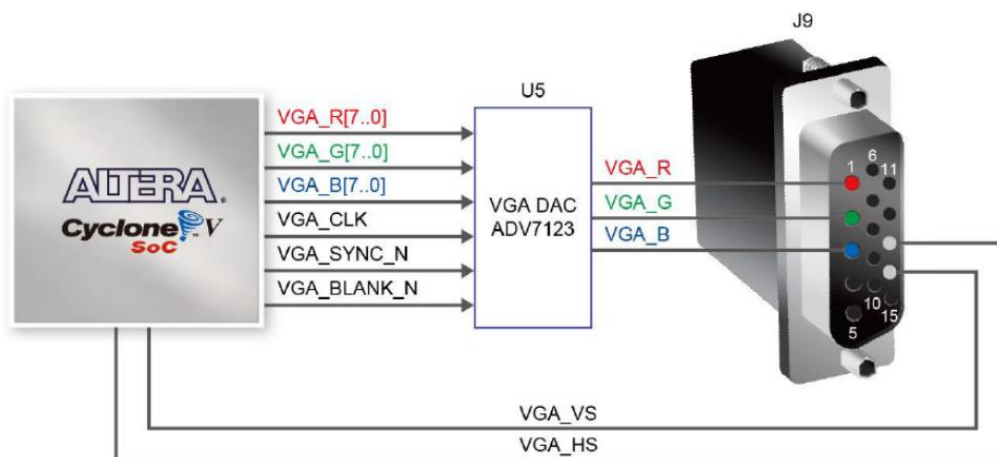 J9
U5
ALTERA®
Cyclone® V
SoC
VGA_R[7..0]
VGA_G[7..0]
VGA_B[7..0]
VGA_CLK
VGA_SYNC_N
VGA_BLANK_N
VGA DAC
ADV7123
VGA_R
VGA_G
VGA_B
1
6
11
5
10
15
VGA_VS
VGA_HS